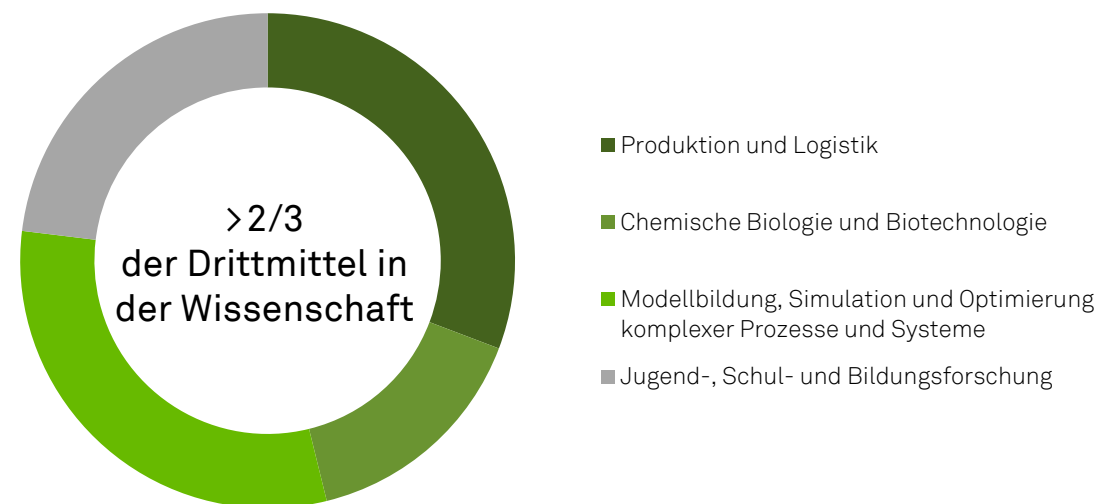 >2/3
der Drittmittel in
der Wissenschaft
Produktion und Logistik
Chemische Biologie und Biotechnologie
Modellbildung, Simulation und Optimierung
komplexer Prozesse und Systeme
Jugend-, Schul- und Bildungsforschung